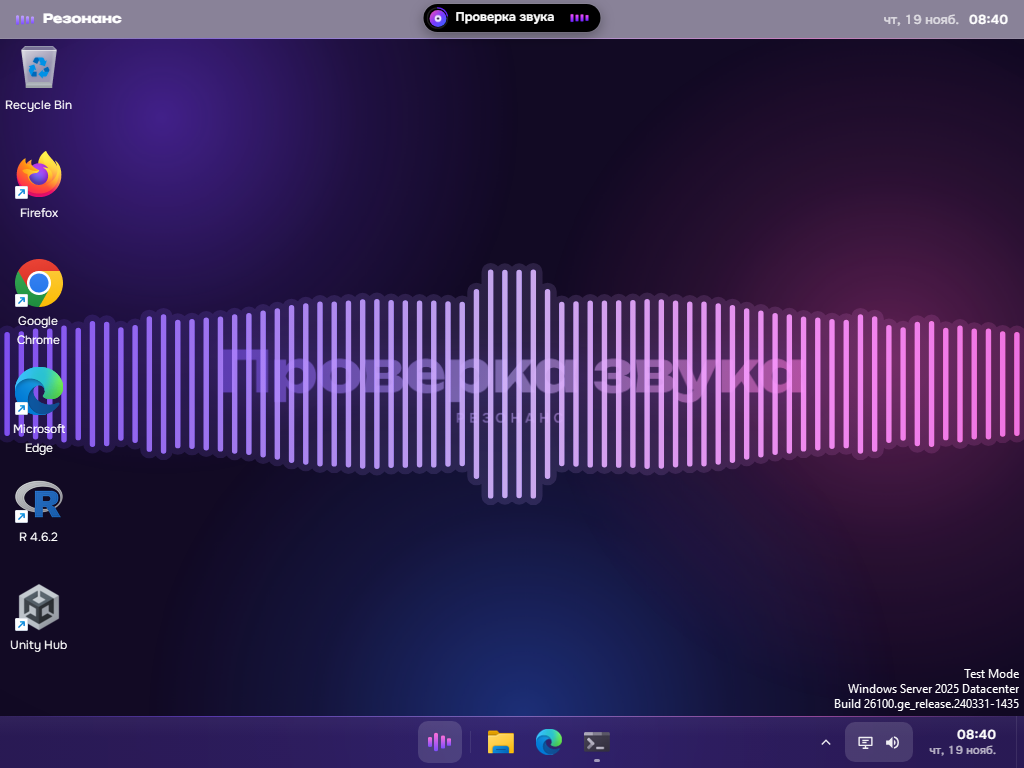 Резонанс
Проверка звука
чт, 19 нояб. 08:40
Recycle Bin
Firefox
Google
Chrome
Microsoft
Edge
R 4.6.2
Unity Hub
Проверка звука
РЕЗОНАНС
Test Mode
Windows Server 2025 Datacenter
Build 26100.ge_release.240331-1435
08:40
чт, 19 нояб.